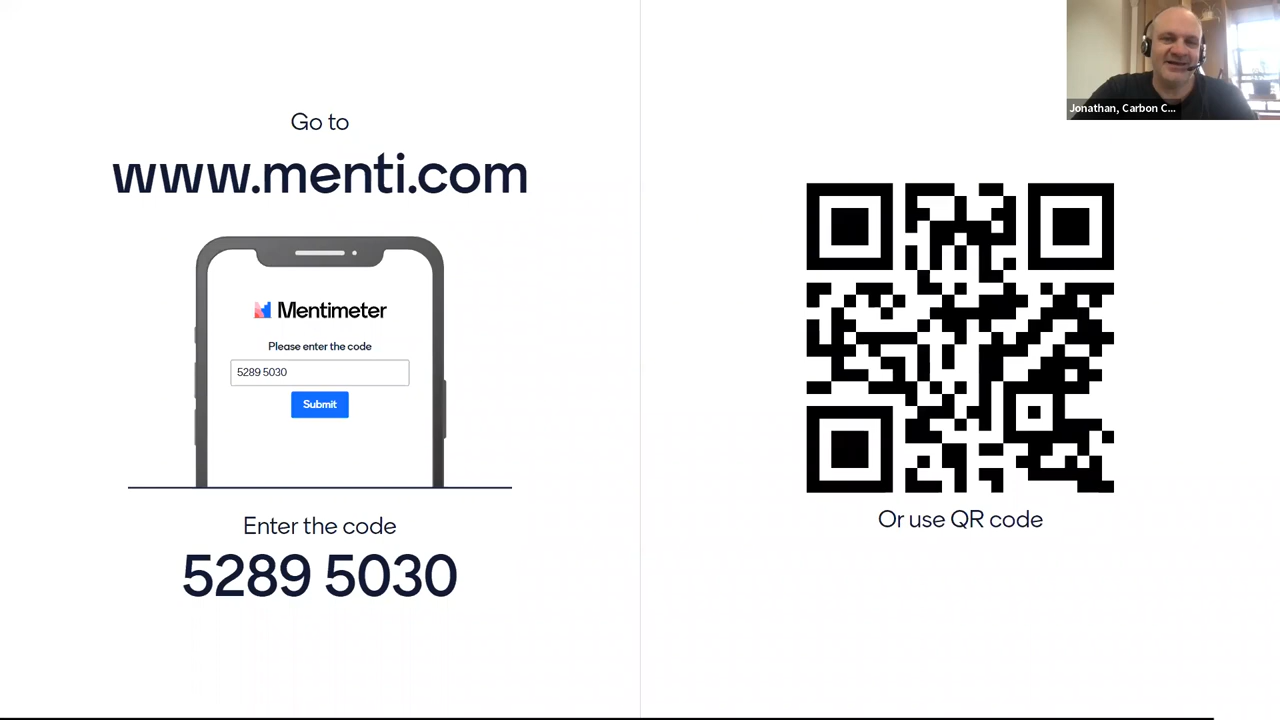 Go to
www.menti.com
Mentimeter
Please enter the code
5289 5030
Submit
Enter the code
5289 5030
Or use QR code
Jonathan, Carbon C...